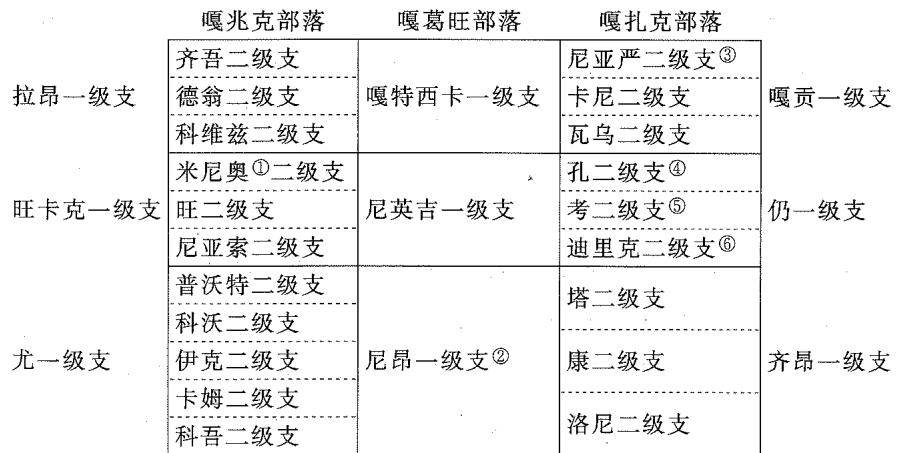 嘎兆克部落 嘎葛旺部落 嘎扎克部落
齐吾二级支 尼亚严二级支③
拉昂一级支 德翁二级支 嘎特西卡一级支 卡尼二级支 嘎贡一级支
科维兹二级支 瓦乌二级支
米尼奥①二级支 孔二级支④
旺卡克一级支 旺二级支 尼英吉一级支 考二级支⑤ 仍一级支
尼亚索二级支 迪里克二级支⑥
普沃特二级支
科沃二级支 塔二级支
尤一级支 伊克二级支 尼昂一级支② 康二级支 齐昂一级支
卡姆二级支
科吾二级支 洛尼二级支